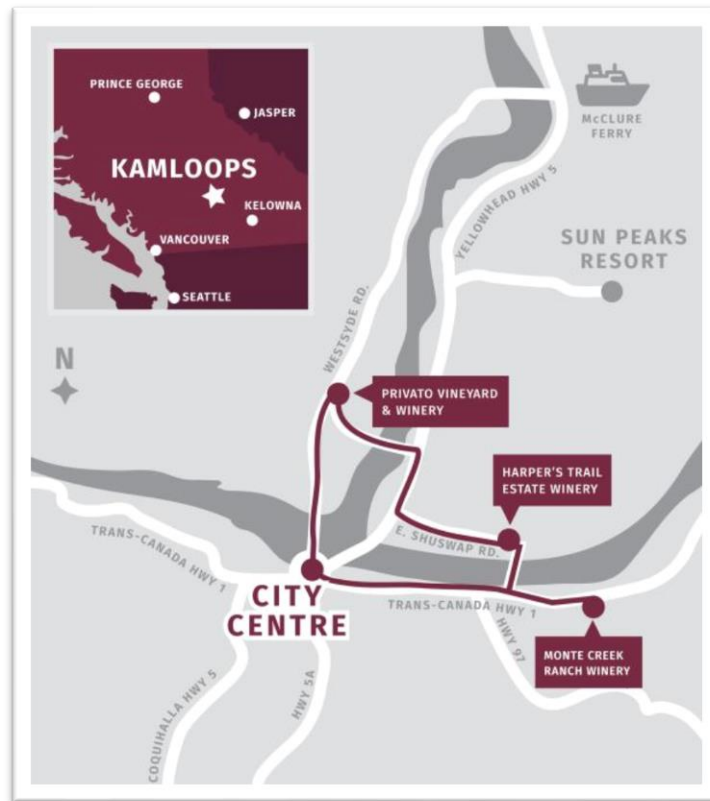 PRINCE GEORGE
JASPER
KAMLOOPS
KELOWNA
VANCOUVER
SEATTLE
McCLURE
FERRY
YELLOWHEAD HWY 5
SUN PEAKS
RESORT
WESTSYDE RD.
N
PRIVATO VINEYARD
& WINERY
HARPER'S TRAIL
ESTATE WINERY
E. SHUSWAP RD.
TRANS-CANADA HWY 1
CITY
CENTRE
TRANS-CANADA HWY 1
HWY 97
MONTE CREEK
RANCH WINERY
COQUIHALLA HWY 5
HWY 5A